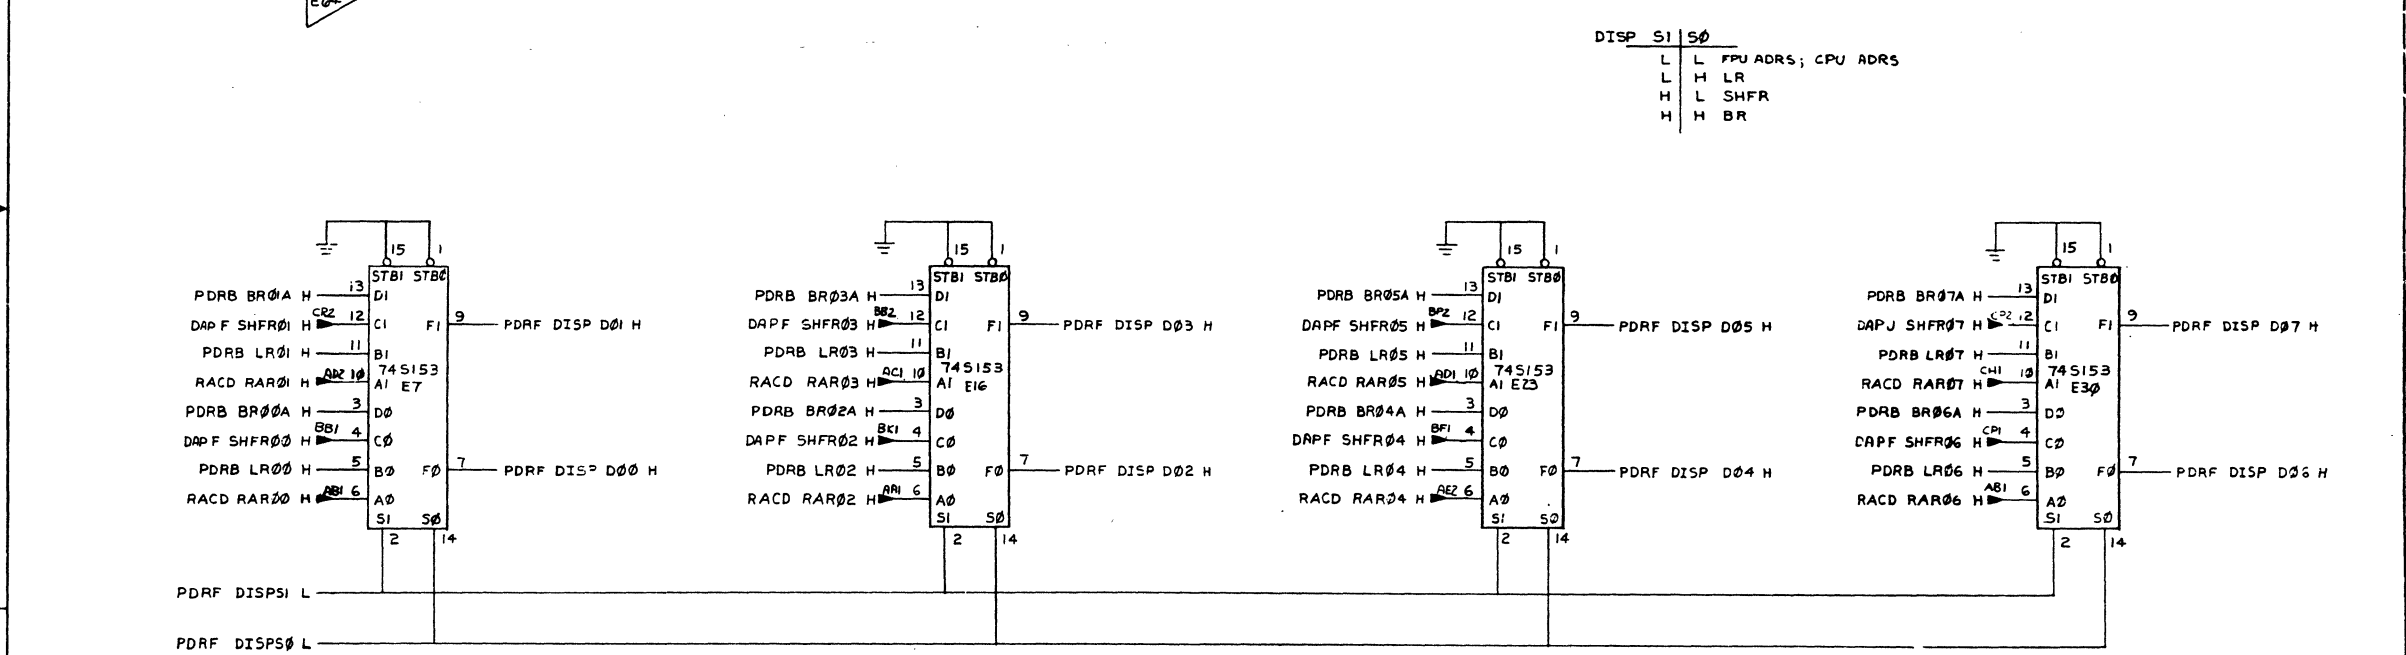 E64
DISP S1 SØ
L L FPU ADRS; CPU ADRS
L H LR
H L SHFR
H H BR
15 1
STB1 STBØ
PDRB BRØ1A H 13 D1
DAPF SHFRØ1 H CR2 12 C1 F1 9 PDRF DISP DØ1 H
PDRB LRØ1 H 11 B1
74S153
RACD RARØ1 H AD2 10 A1 E7
PDRB BRØØA H 3 DØ
DAPF SHFRØØ H BB1 4 CØ
PDRB LRØØ H 5 BØ FØ 7 PDRF DISP DØØ H
RACD RARØØ H AB1 6 AØ
S1 SØ
2 14
15 1
STB1 STBØ
PDRB BRØ3A H 13 D1
DAPF SHFRØ3 H BB2 12 C1 F1 9 PDRF DISP DØ3 H
PDRB LRØ3 H 11 B1
74S153
RACD RARØ3 H AC1 10 A1 E16
PDRB BRØ2A H 3 DØ
DAPF SHFRØ2 H BK1 4 CØ
PDRB LRØ2 H 5 BØ FØ 7 PDRF DISP DØ2 H
RACD RARØ2 H 6 AØ
S1 SØ
2 14
15 1
STB1 STBØ
PDRB BRØ5A H 13 D1
DAPF SHFRØ5 H BP2 12 C1 F1 9 PDRF DISP DØ5 H
PDRB LRØ5 H 11 B1
74S153
RACD RARØ5 H AD1 10 A1 E23
PDRB BRØ4A H 3 DØ
DAPF SHFRØ4 H BF1 4 CØ
PDRB LRØ4 H 5 BØ FØ 7 PDRF DISP DØ4 H
RACD RARØ4 H AE2 6 AØ
S1 SØ
2 14
15 1
STB1 STBØ
PDRB BRØ7A H 13 D1
DAPJ SHFRØ7 H CP2 12 C1 F1 9 PDRF DISP DØ7 H
PDRB LRØ7 H 11 B1
74S153
RACD RARØ7 H CH1 10 A1 E3Ø
PDRB BRØ6A H 3 DØ
DAPF SHFRØ6 H CP1 4 CØ
PDRB LRØ6 H 5 BØ FØ 7 PDRF DISP DØ6 H
RACD RARØ6 H AB1 6 AØ
S1 SØ
2 14
PDRF DISPS1 L
PDRF DISPSØ L